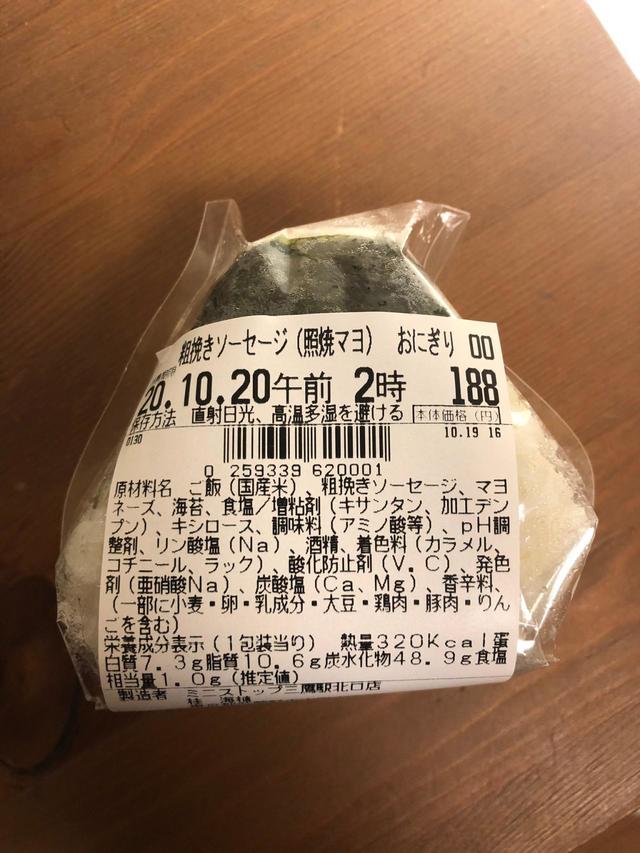 粗挽きソーセージ(照焼マヨ) おにぎり 00
20.10.20午前 2時 188
保存方法 直射日光、高温多湿を避ける 本体価格(円)
0130 10.19 16
0 259339 620001
原材料名 ご飯(国産米)、粗挽きソーセージ、マヨ
ネーズ、海苔、食塩/増粘剤(キサンタン、加工デン
プン)、キシロース、調味料(アミノ酸等)、pH調
整剤、リン酸塩(Na)、酒精、着色料(カラメル、
コチニール、ラック)、酸化防止剤(V.C)、発色
剤(亜硝酸Na)、炭酸塩(Ca、Mg)、香辛料、
(一部に小麦・卵・乳成分・大豆・鶏肉・豚肉・りん
ごを含む)
栄養成分表示(1包装当り) 熱量320Kcal蛋
白質7.3g脂質10.6g炭水化物48.9g食塩
相当量1.0g(推定値)
製造者 ミニストップ三鷹駅北口店